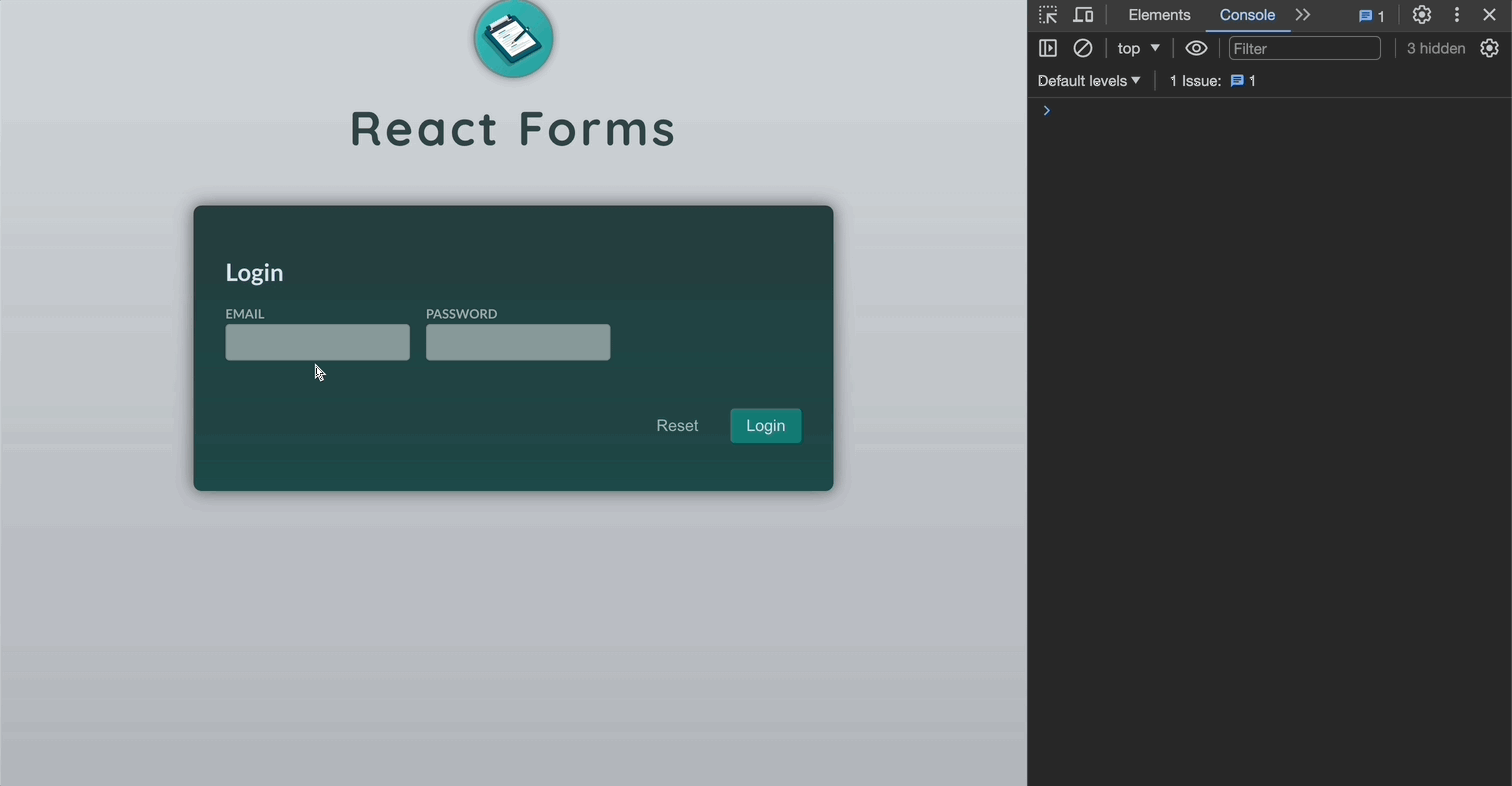 React Forms
Login
EMAIL PASSWORD
Reset Login
Elements Console 1
top Filter 3 hidden
Default levels 1 Issue: 1